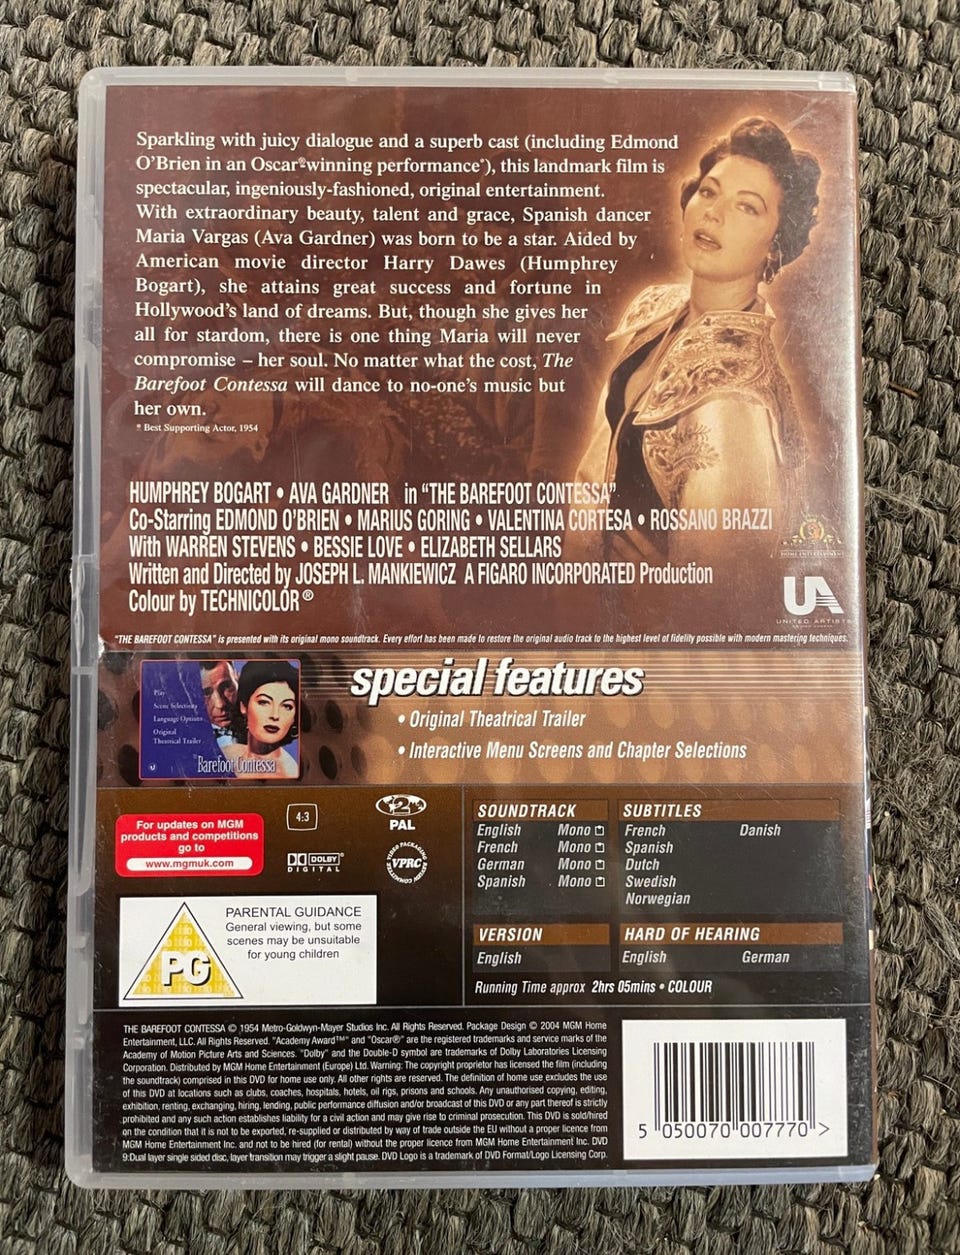 Sparkling with juicy dialogue and a superb cast (including Edmond
O'Brien in an Oscar®-winning performance*), this landmark film is
spectacular, ingeniously-fashioned, original entertainment.
With extraordinary beauty, talent and grace, Spanish dancer
Maria Vargas (Ava Gardner) was born to be a star. Aided by
American movie director Harry Dawes (Humphrey
Bogart), she attains great success and fortune in
Hollywood's land of dreams. But, though she gives her
all for stardom, there is one thing Maria will never
compromise – her soul. No matter what the cost, The
Barefoot Contessa will dance to no-one's music but
her own.
* Best Supporting Actor, 1954
HUMPHREY BOGART • AVA GARDNER in "THE BAREFOOT CONTESSA"
Co-Starring EDMOND O'BRIEN • MARIUS GORING • VALENTINA CORTESA • ROSSANO BRAZZI
With WARREN STEVENS • BESSIE LOVE • ELIZABETH SELLARS
Written and Directed by JOSEPH L. MANKIEWICZ A FIGARO INCORPORATED Production
Colour by TECHNICOLOR®
HOME ENTERTAINMENT
UA
UNITED ARTISTS
"THE BAREFOOT CONTESSA" is presented with its original mono soundtrack. Every effort has been made to restore the original audio track to the highest level of fidelity possible with modern mastering techniques.
Play
Scene Selections
Language Options
Original
Theatrical Trailer
The Barefoot Contessa
special features
• Original Theatrical Trailer
• Interactive Menu Screens and Chapter Selections
For updates on MGM
products and competitions
go to
www.mgmuk.com
4:3
DOLBY
DIGITAL
2
PAL
VIDEO PACKAGING REVIEW COMMITTEE
VPRC
PG
PARENTAL GUIDANCE
General viewing, but some
scenes may be unsuitable
for young children
SOUNDTRACK
English Mono
French Mono
German Mono
Spanish Mono
SUBTITLES
French Danish
Spanish
Dutch
Swedish
Norwegian
VERSION
English
HARD OF HEARING
English German
Running Time approx 2hrs 05mins • COLOUR
THE BAREFOOT CONTESSA © 1954 Metro-Goldwyn-Mayer Studios Inc. All Rights Reserved. Package Design © 2004 MGM Home
Entertainment, LLC. All Rights Reserved. "Academy Award™" and "Oscar®" are the registered trademarks and service marks of the
Academy of Motion Picture Arts and Sciences. "Dolby" and the Double-D symbol are trademarks of Dolby Laboratories Licensing
Corporation. Distributed by MGM Home Entertainment (Europe) Ltd. Warning: The copyright proprietor has licensed the film (including
the soundtrack) comprised in this DVD for home use only. All other rights are reserved. The definition of home use excludes the use
of this DVD at locations such as clubs, coaches, hospitals, hotels, oil rigs, prisons and schools. Any unauthorised copying, editing,
exhibition, renting, exchanging, hiring, lending, public performance diffusion and/or broadcast of this DVD or any part thereof is strictly
prohibited and any such action establishes liability for a civil action and may give rise to criminal prosecution. This DVD is sold/hired
on the condition that it is not to be exported, re-supplied or distributed by way of trade outside the EU without a proper licence from
MGM Home Entertainment Inc. and not to be hired (for rental) without the proper licence from MGM Home Entertainment Inc. DVD
9:Dual layer single sided disc, layer transition may trigger a slight pause. DVD Logo is a trademark of DVD Format/Logo Licensing Corp.
5 050070 007770 >